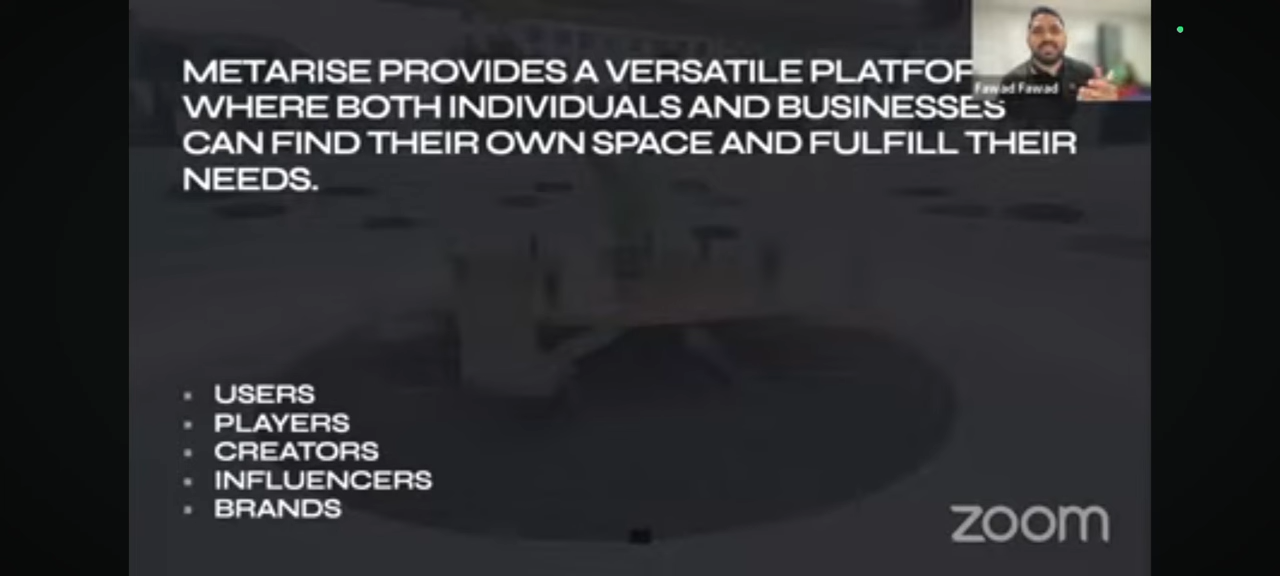 METARISE PROVIDES A VERSATILE PLATFOR
WHERE BOTH INDIVIDUALS AND BUSINESSES
CAN FIND THEIR OWN SPACE AND FULFILL THEIR
NEEDS.
Fawad Fawad
USERS
PLAYERS
CREATORS
INFLUENCERS
BRANDS
zoom